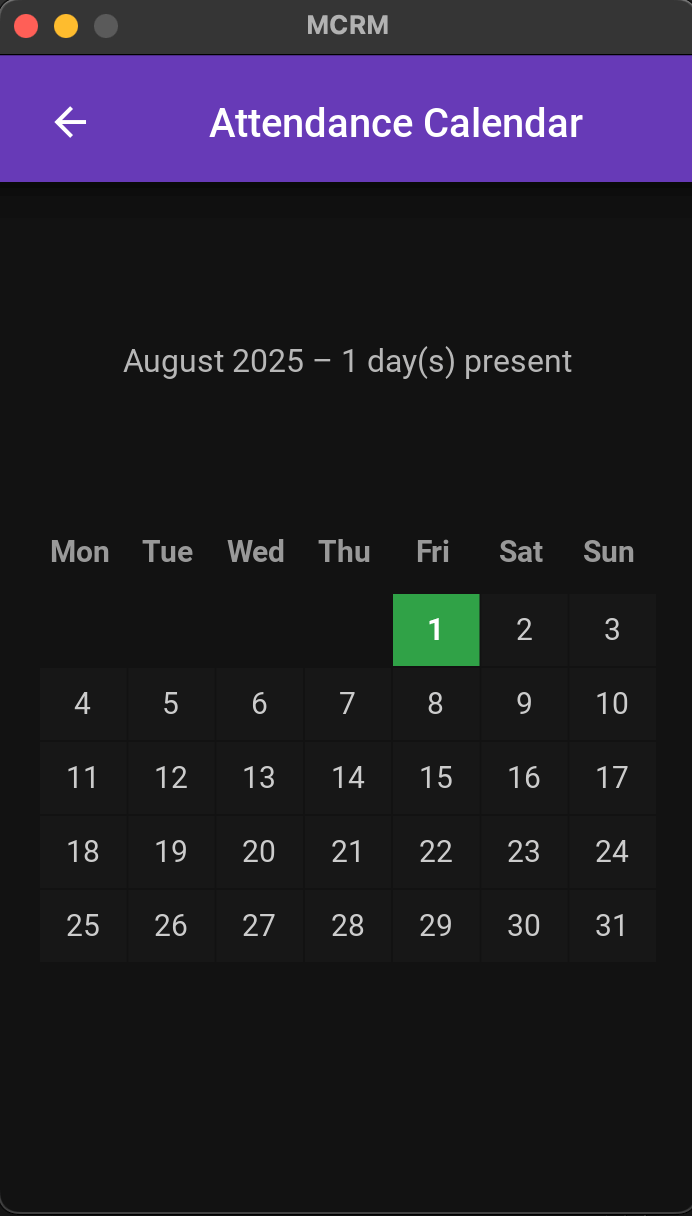 MCRM
Attendance Calendar
August 2025 – 1 day(s) present
Mon Tue Wed Thu Fri Sat Sun
1 2 3
4 5 6 7 8 9 10
11 12 13 14 15 16 17
18 19 20 21 22 23 24
25 26 27 28 29 30 31